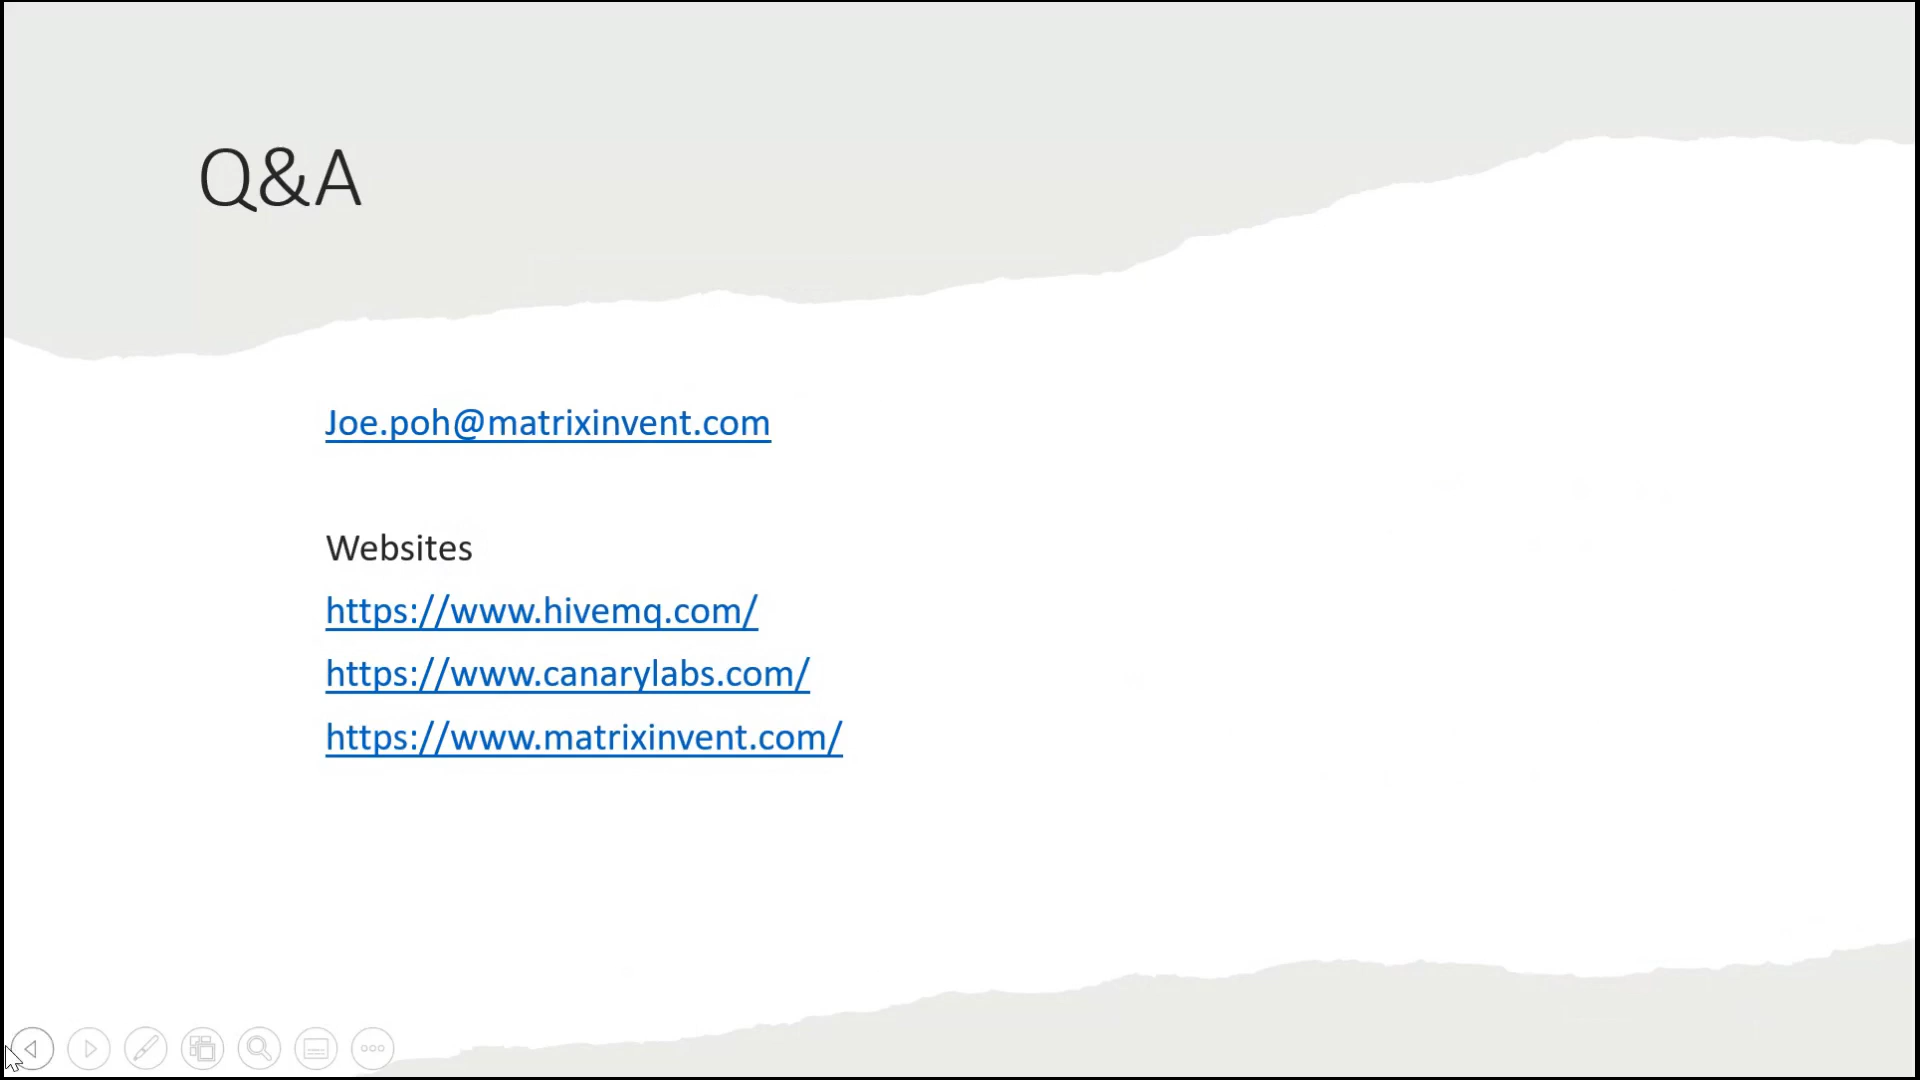 Q&A
Joe.poh@matrixinvent.com
Websites
https://www.hivemq.com/
https://www.canarylabs.com/
https://www.matrixinvent.com/